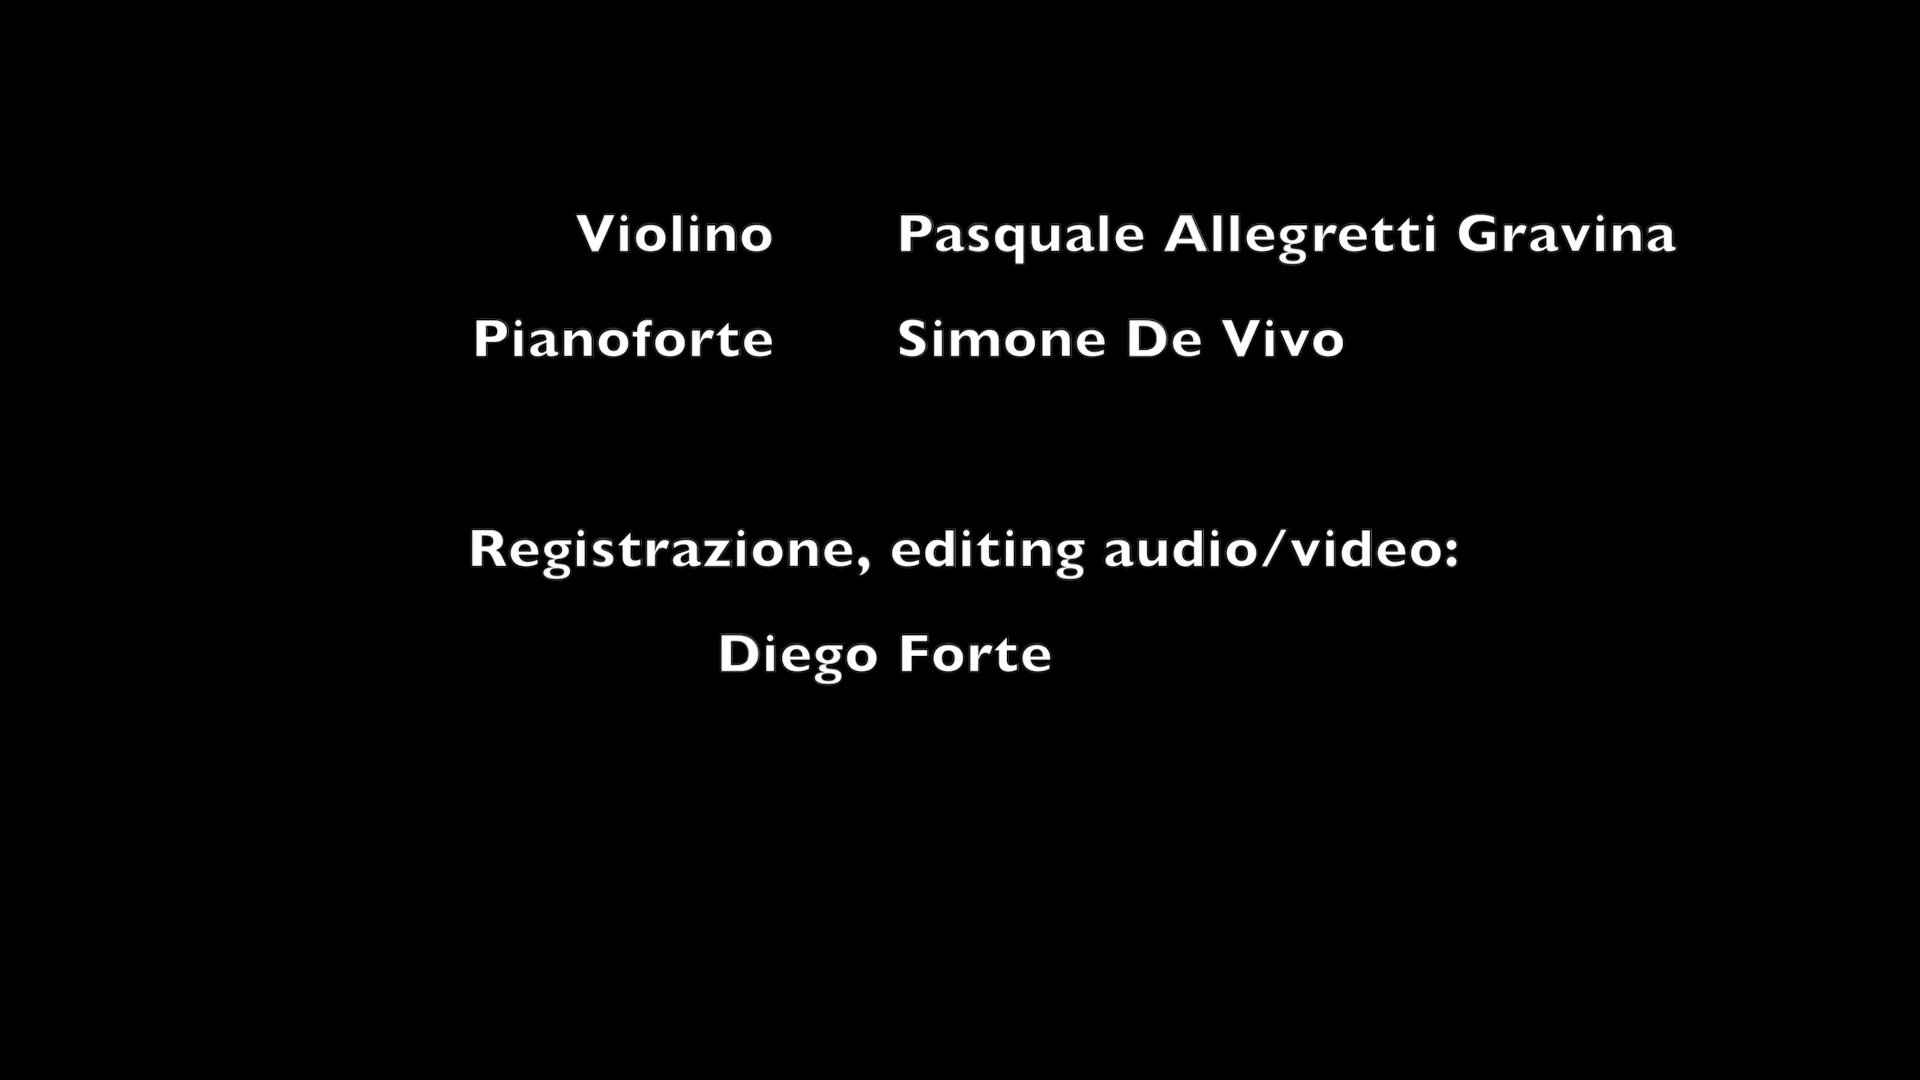 Violino Pasquale Allegretti Gravina
Pianoforte Simone De Vivo
Registrazione, editing audio/video:
Diego Forte